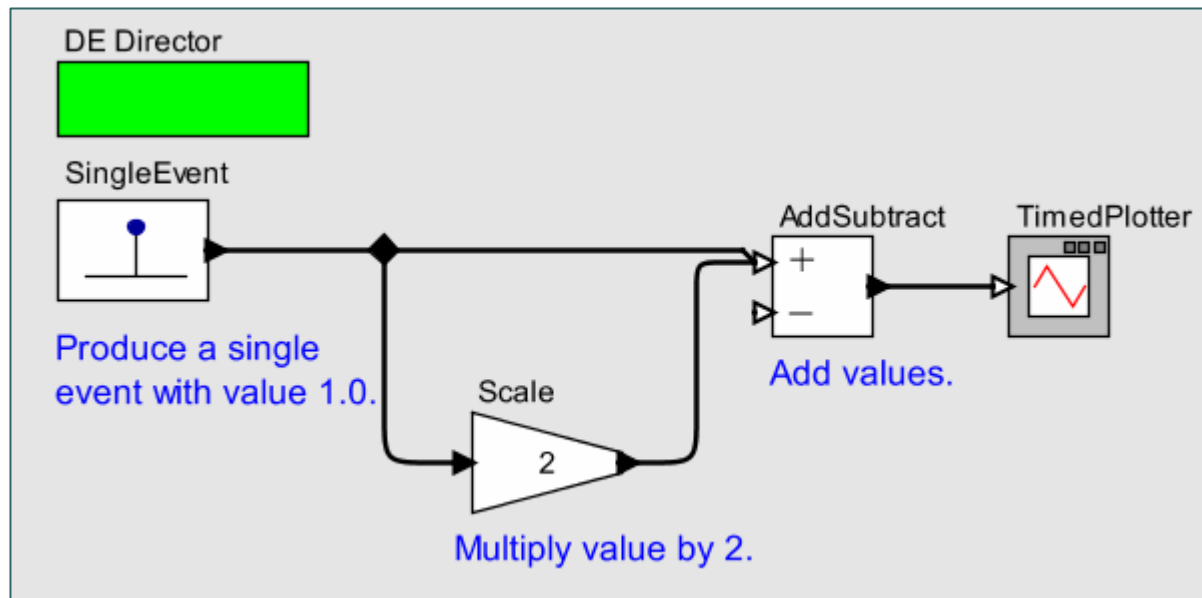 DE Director
SingleEvent
AddSubtract
TimedPlotter
+
−
Produce a single
event with value 1.0.
Add values.
Scale
2
Multiply value by 2.